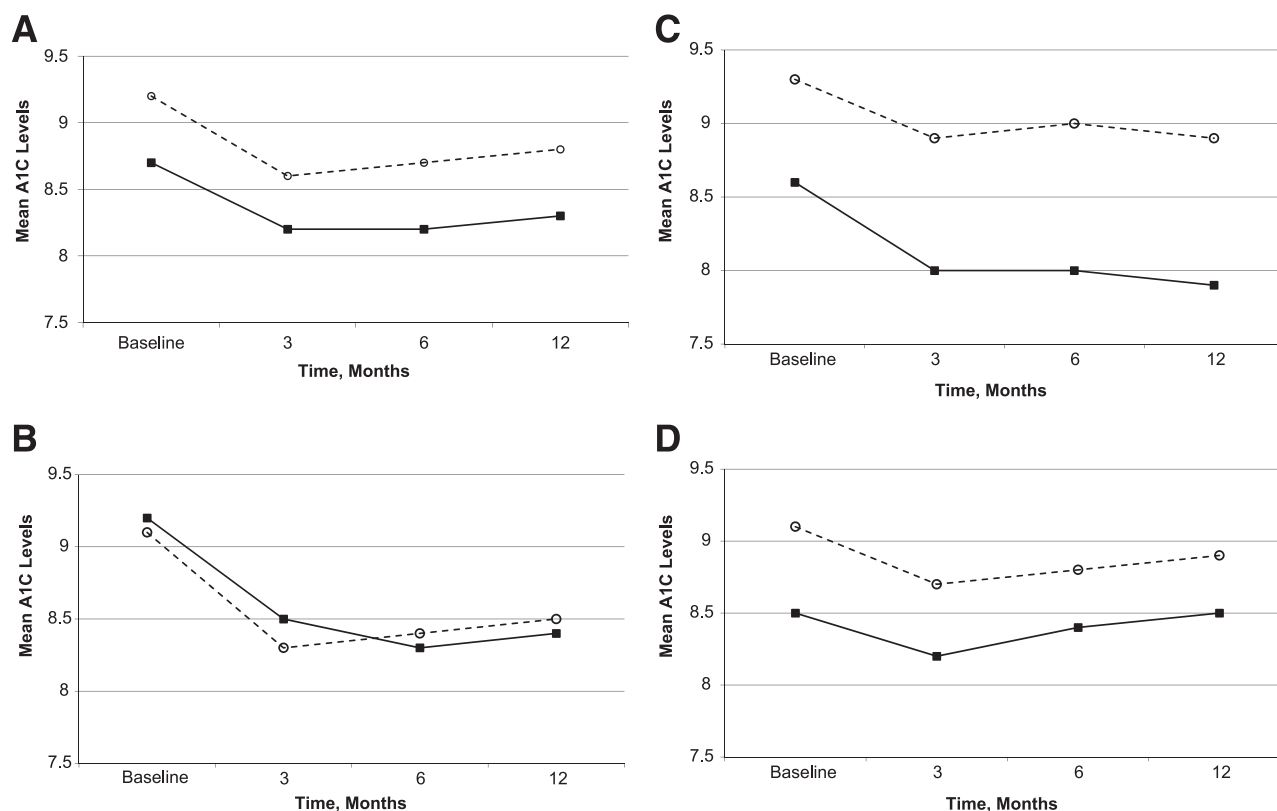 A
Mean A1C Levels
9.5
9
8.5
8
7.5
Baseline 3 6 12
Time, Months
C
Mean A1C Levels
9.5
9
8.5
8
7.5
Baseline 3 6 12
Time, Months
B
Mean A1C Levels
9.5
9
8.5
8
7.5
Baseline 3 6 12
Time, Months
D
Mean A1C Levels
9.5
9
8.5
8
7.5
Baseline 3 6 12
Time, Months